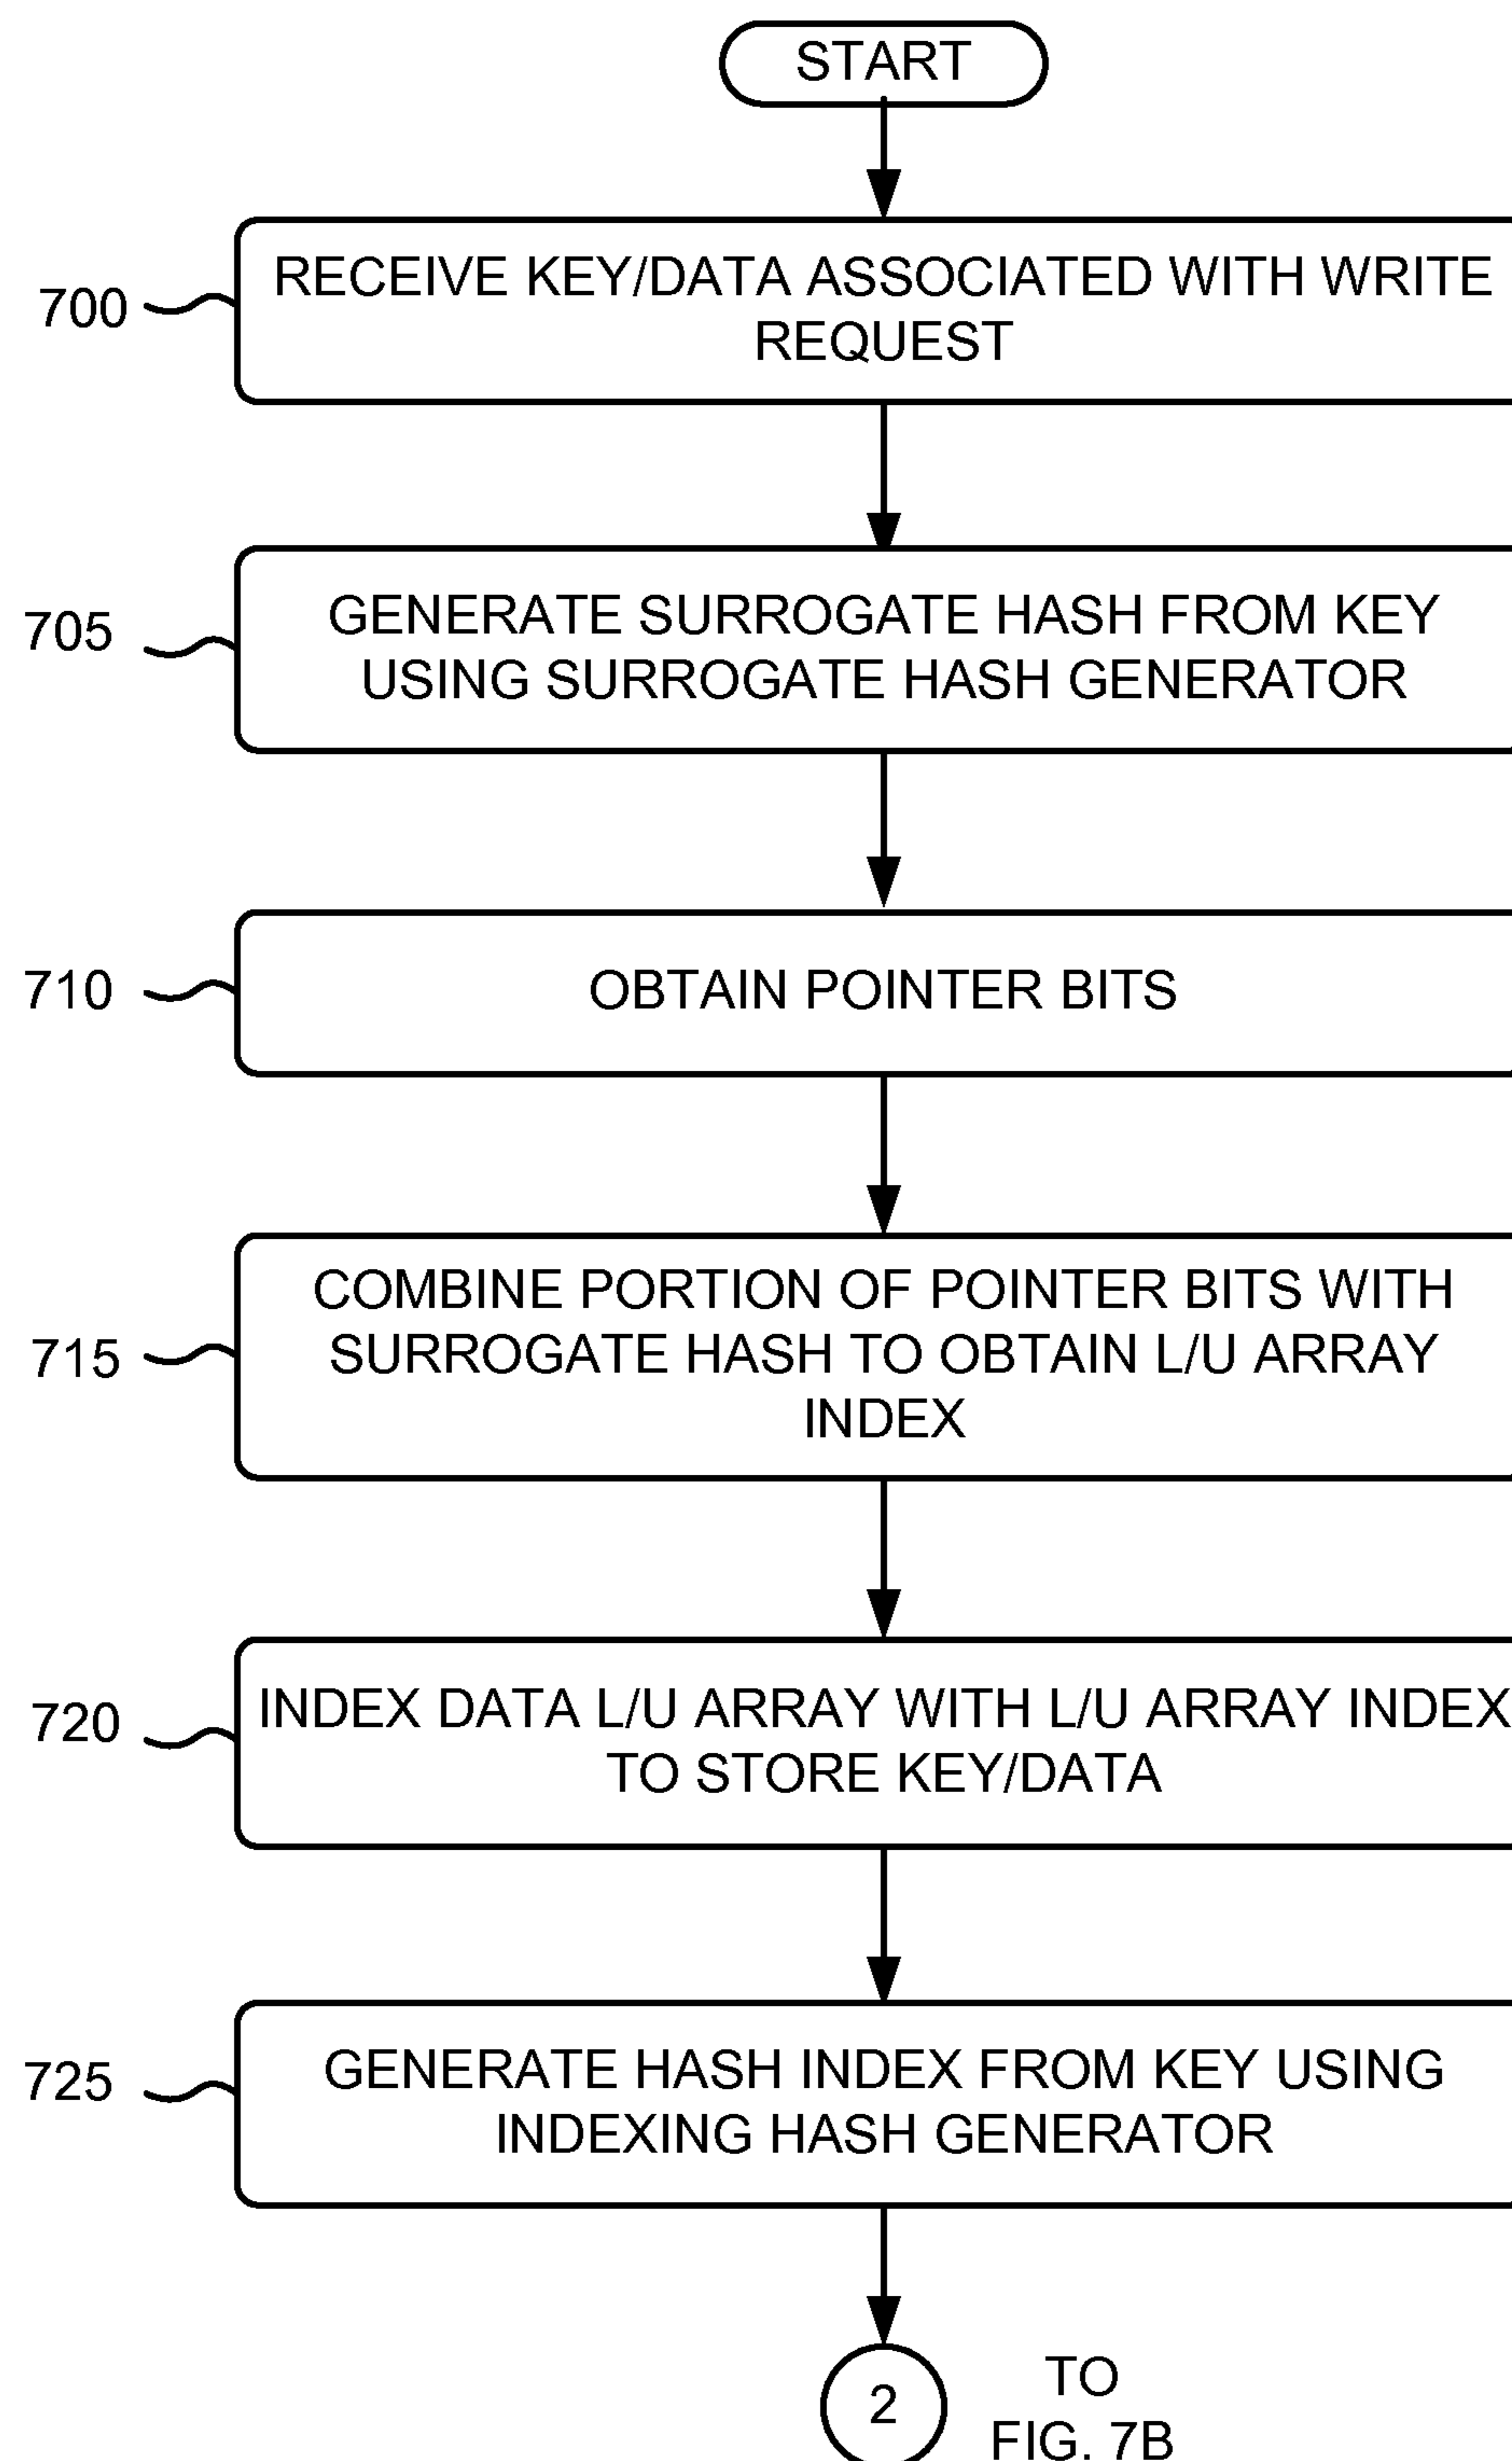 START
700
RECEIVE KEY/DATA ASSOCIATED WITH WRITE
REQUEST
705
GENERATE SURROGATE HASH FROM KEY
USING SURROGATE HASH GENERATOR
710
OBTAIN POINTER BITS
715
COMBINE PORTION OF POINTER BITS WITH
SURROGATE HASH TO OBTAIN L/U ARRAY
INDEX
720
INDEX DATA L/U ARRAY WITH L/U ARRAY INDEX
TO STORE KEY/DATA
725
GENERATE HASH INDEX FROM KEY USING
INDEXING HASH GENERATOR
2
TO
FIG. 7B